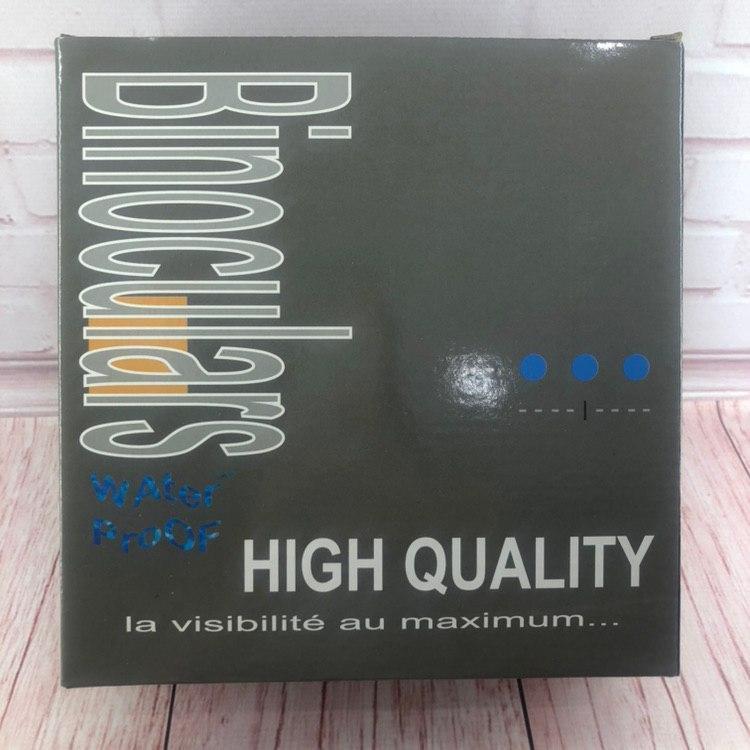 Binoculars
WAter
ProOF
HIGH QUALITY
la visibilité au maximum...